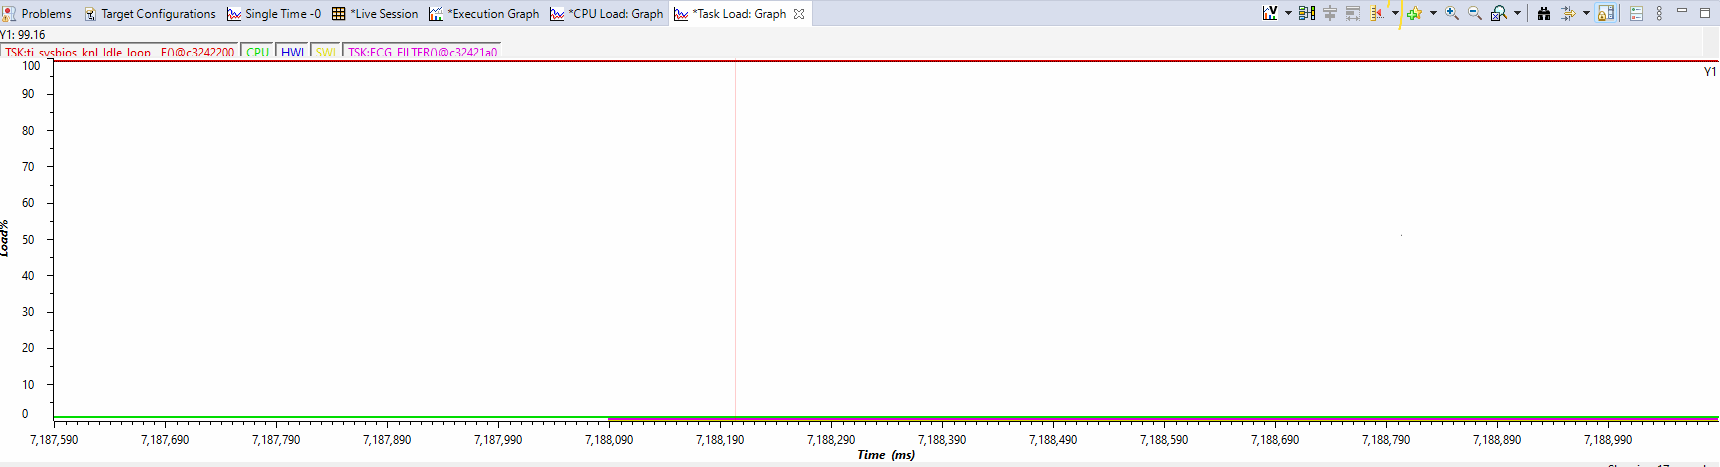 Problems Target Configurations Single Time -0 *Live Session *Execution Graph *CPU Load: Graph *Task Load: Graph
Y1: 99.16
TSK:ti_sysbios_knl_Idle_loop__E()@c3242200 CPU HWI SWI TSK:ECG_FILTER()@c32421a0
Y1
100
90
80
70
60
50
40
30
20
10
0
Load%
7,187,590 7,187,690 7,187,790 7,187,890 7,187,990 7,188,090 7,188,190 7,188,290 7,188,390 7,188,490 7,188,590 7,188,690 7,188,790 7,188,890 7,188,990
Time (ms)